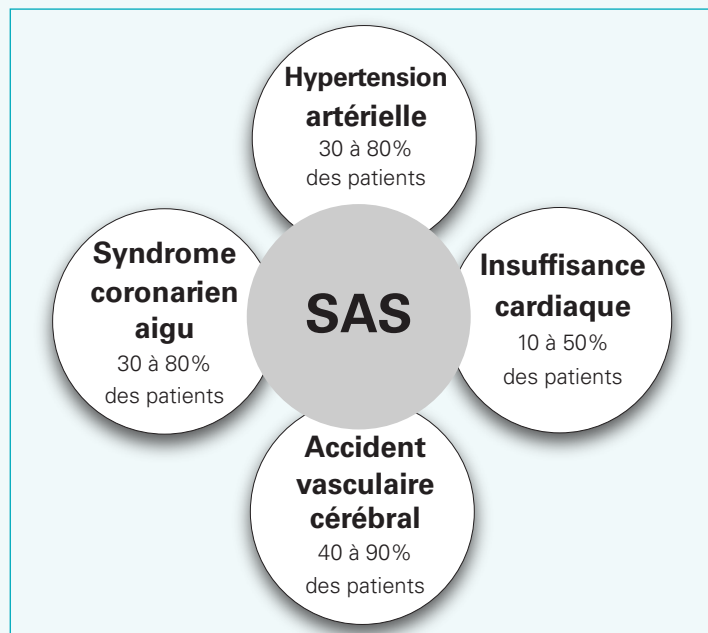 Hypertension
artérielle
30 à 80%
des patients
Syndrome
coronarien
aigu
30 à 80%
des patients
SAS
Insuffisance
cardiaque
10 à 50%
des patients
Accident
vasculaire
cérébral
40 à 90%
des patients